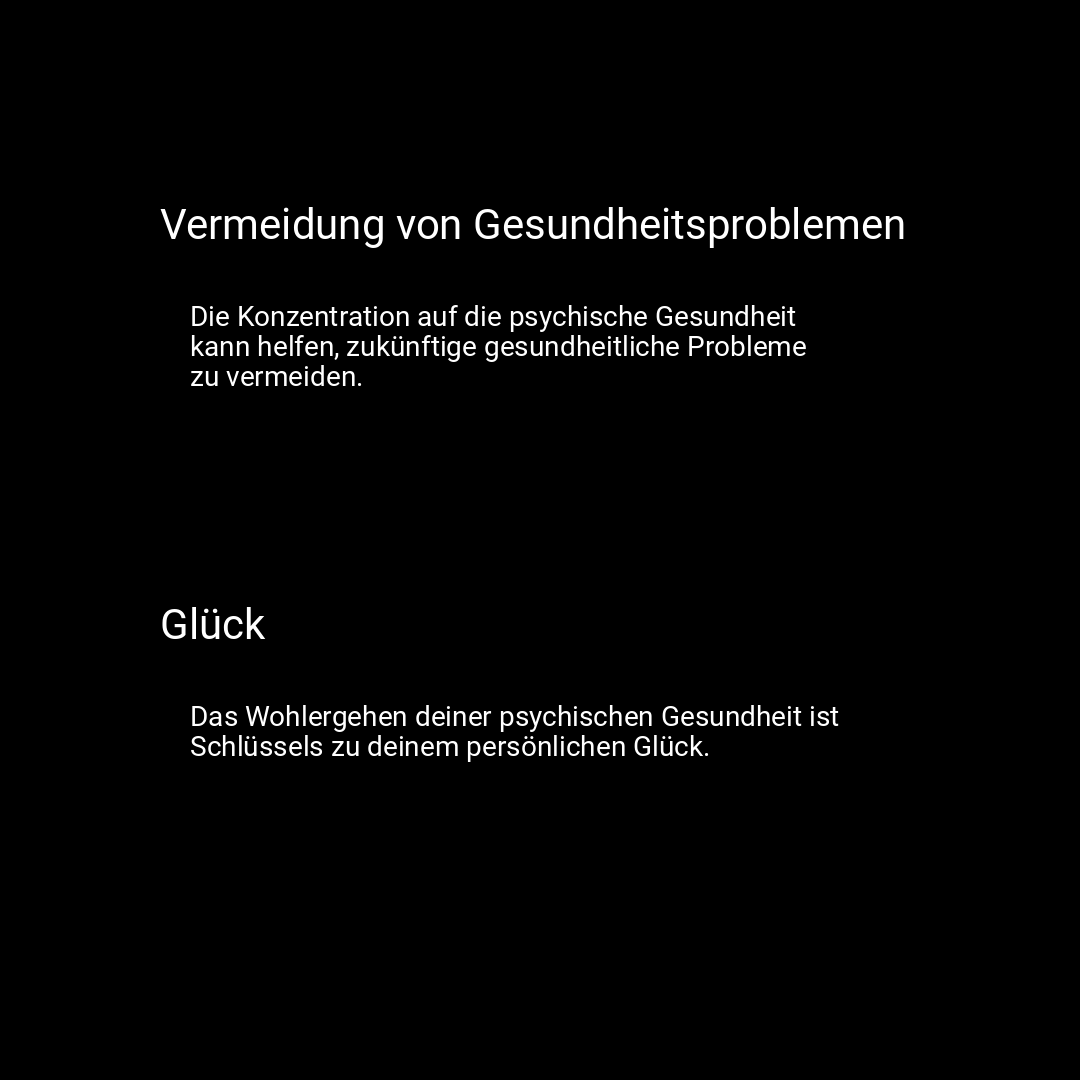 Vermeidung von Gesundheitsproblemen
Die Konzentration auf die psychische Gesundheit
kann helfen, zukünftige gesundheitliche Probleme
zu vermeiden.
Glück
Das Wohlergehen deiner psychischen Gesundheit ist
Schlüssels zu deinem persönlichen Glück.